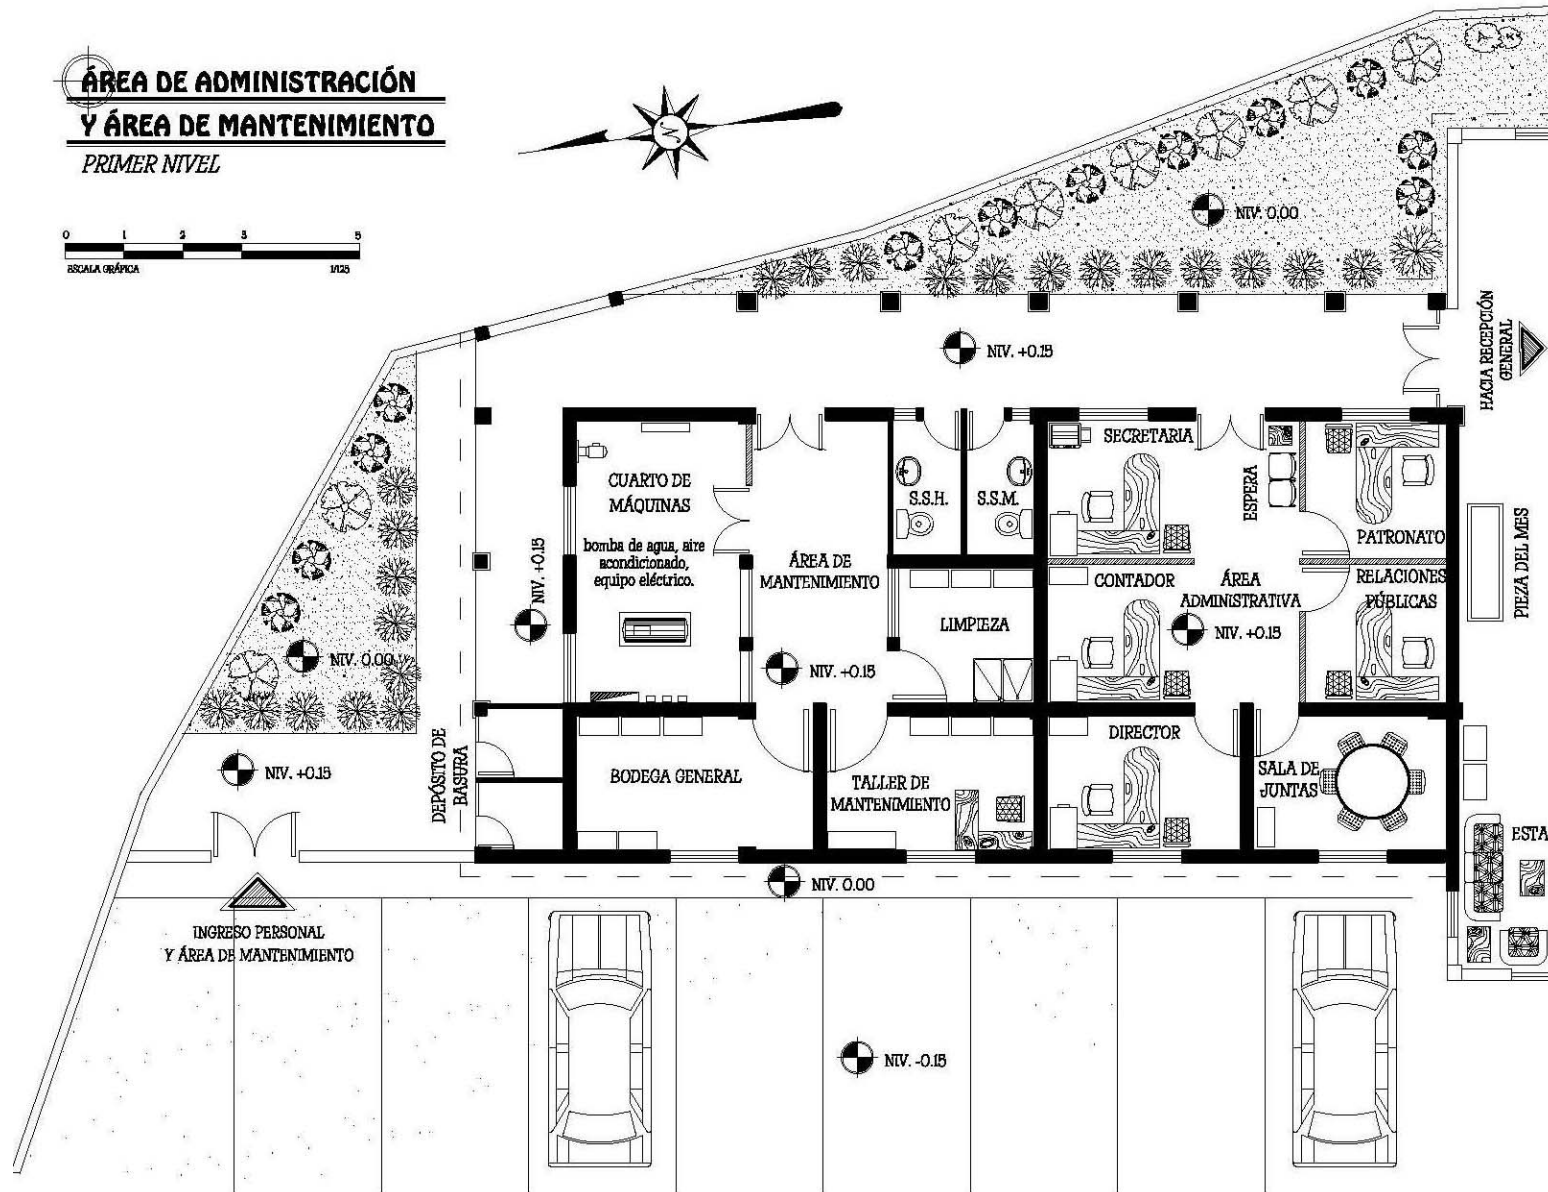 ÁREA DE ADMINISTRACIÓN
Y ÁREA DE MANTENIMIENTO
PRIMER NIVEL
N
0 1 2 3 5
ESCALA GRÁFICA 1/125
NIV. 0.00
NIV. +0.15
HACIA RECEPCIÓN
GENERAL
CUARTO DE
MÁQUINAS
bomba de agua, aire
acondicionado,
equipo eléctrico.
S.S.H.
S.S.M.
SECRETARIA
ESPERA
PATRONATO
PIEZA DEL MES
NIV. +0.15
ÁREA DE
MANTENIMIENTO
CONTADOR
ÁREA
ADMINISTRATIVA
RELACIONES
PÚBLICAS
LIMPIEZA
NIV. +0.15
NIV. 0.00
NIV. +0.15
DEPÓSITO DE
BASURA
DIRECTOR
NIV. +0.15
BODEGA GENERAL
TALLER DE
MANTENIMIENTO
SALA DE
JUNTAS
ESTA
NIV. 0.00
INGRESO PERSONAL
Y ÁREA DE MANTENIMIENTO
NIV. -0.15